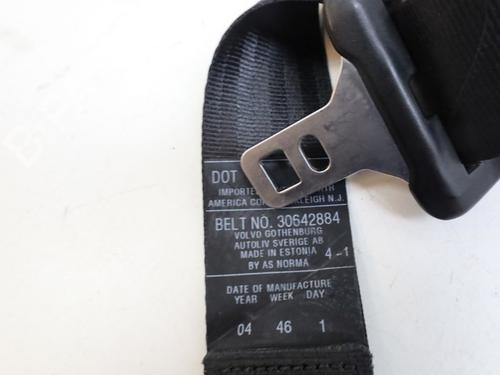 DOT
IMPORTE
AMERICA CO LEIGH N.J.
BELT NO. 30642884
VOLVO GOTHENBURG
AUTOLIV SVERIGE AB
MADE IN ESTONIA 4-1
BY AS NORMA
DATE OF MANUFACTURE
YEAR WEEK DAY
04 46 1